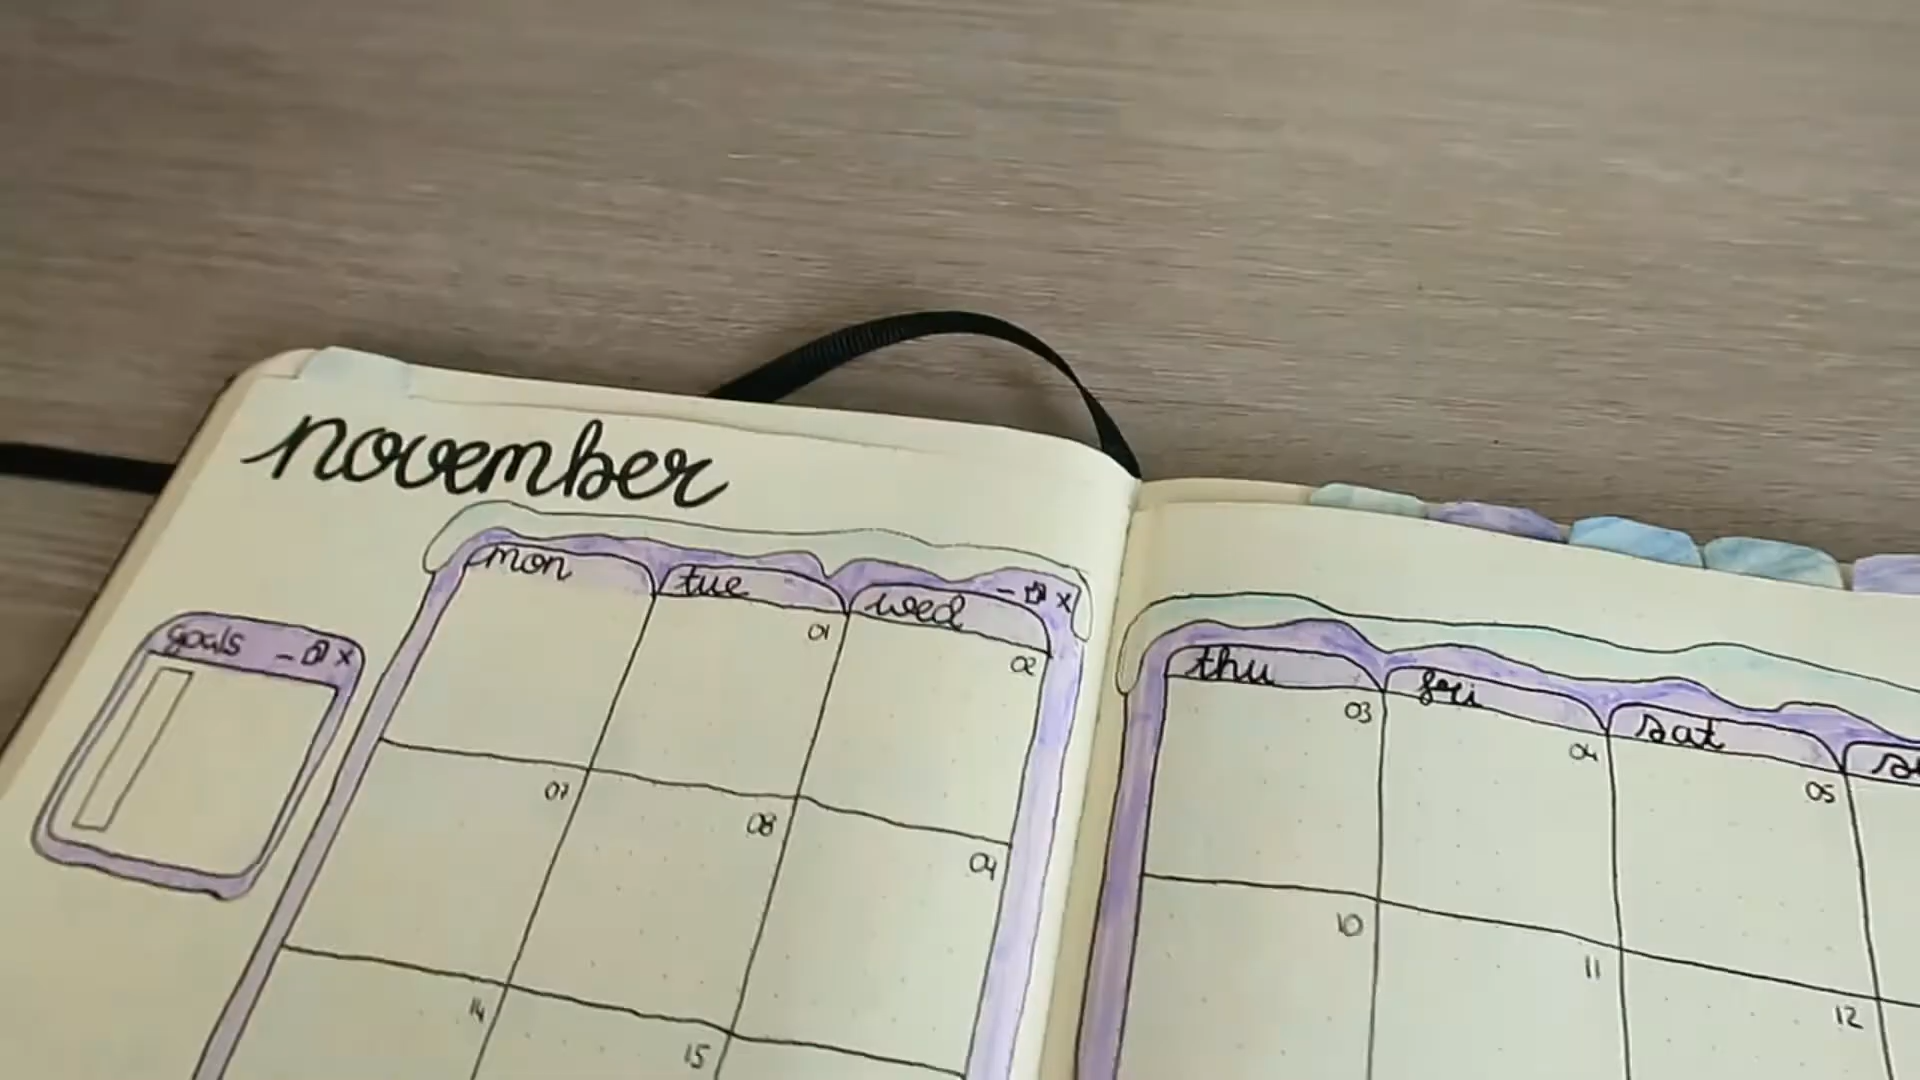 november
mon tue wed
thu fri sat
goals
01 02
03 04 05
07 08 09
10 11 12
14 15